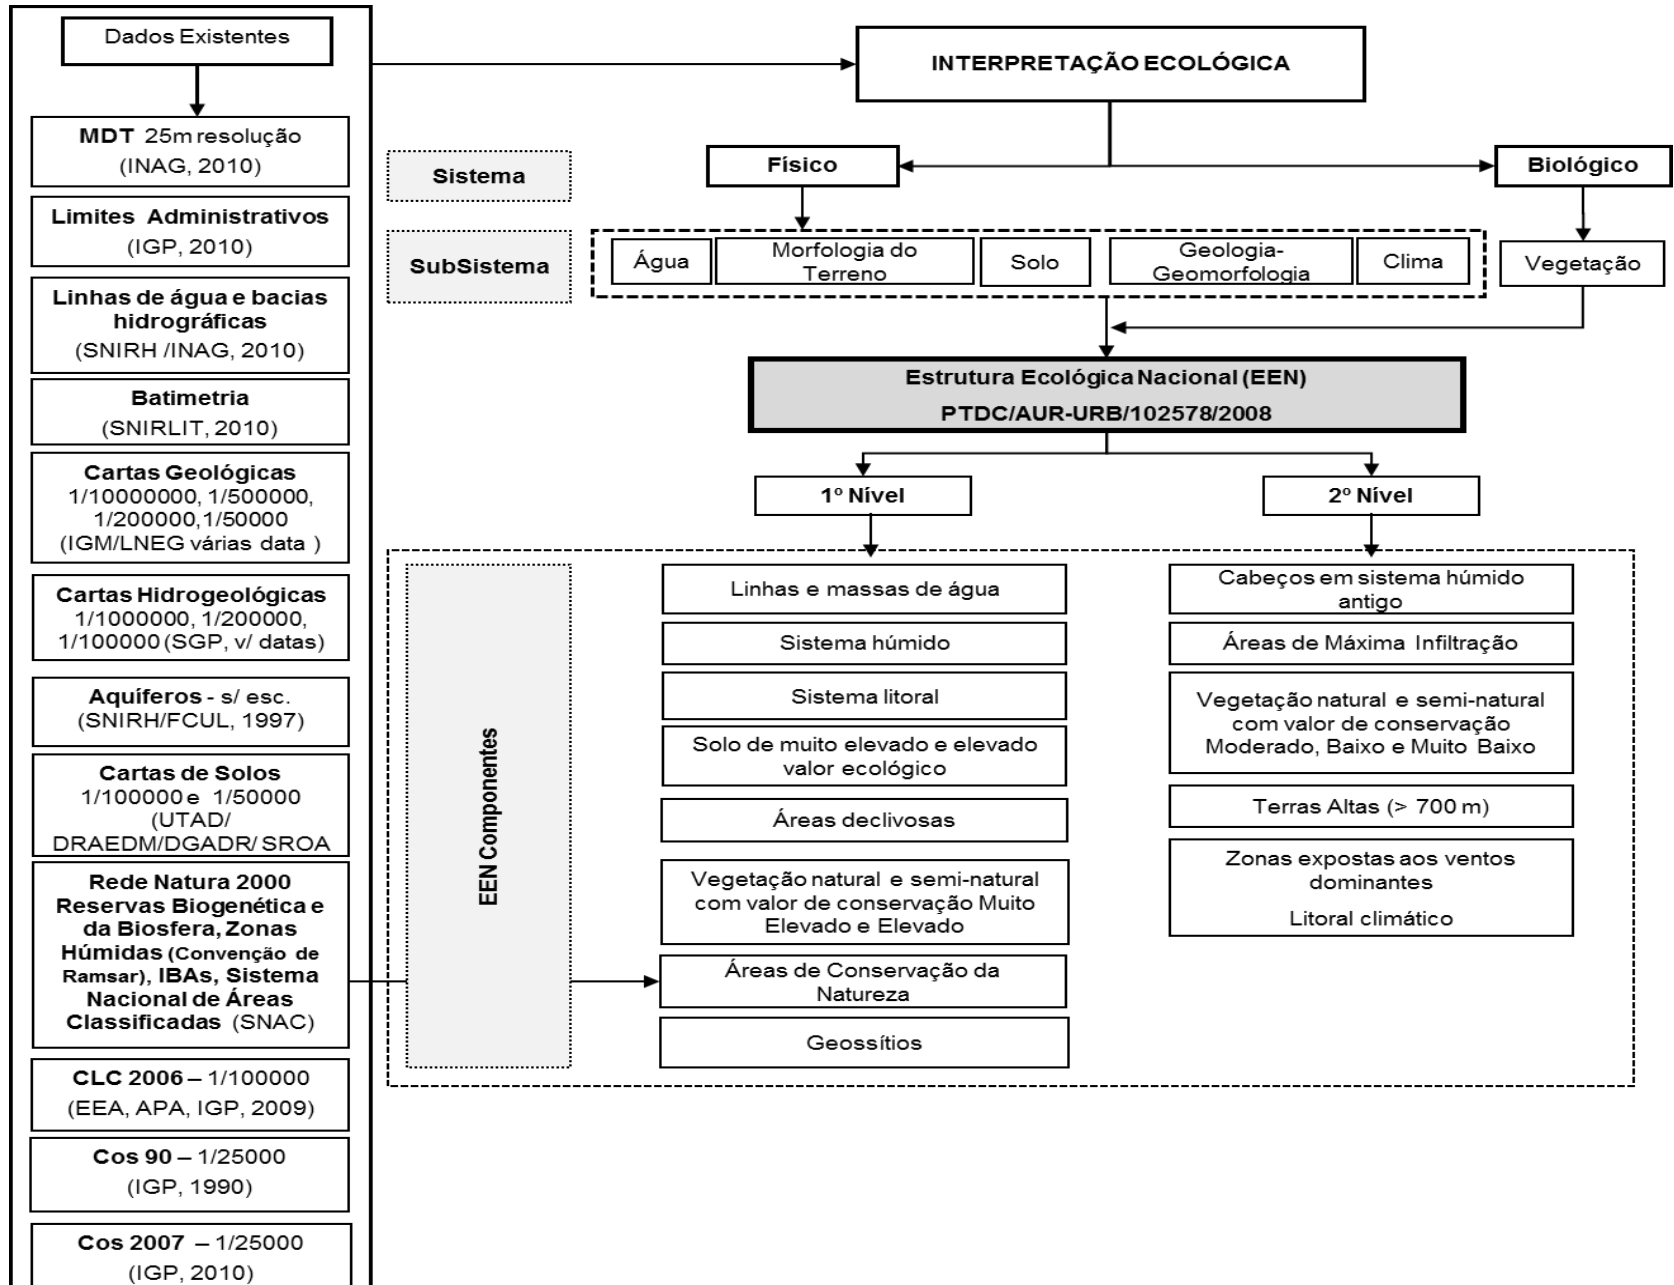 Dados Existentes
MDT 25m resolução
(INAG, 2010)
Limites Administrativos
(IGP, 2010)
Linhas de água e bacias
hidrográficas
(SNIRH /INAG, 2010)
Batimetria
(SNIRLIT, 2010)
Cartas Geológicas
1/10000000, 1/500000,
1/200000,1/50000
(IGM/LNEG várias data )
Cartas Hidrogeológicas
1/1000000, 1/200000,
1/100000 (SGP, v/ datas)
Aquíferos - s/ esc.
(SNIRH/FCUL, 1997)
Cartas de Solos
1/100000 e 1/50000
(UTAD/
DRAEDM/DGADR/ SROA
Rede Natura 2000
Reservas Biogenética e
da Biosfera, Zonas
Húmidas (Convenção de
Ramsar), IBAs, Sistema
Nacional de Áreas
Classificadas (SNAC)
CLC 2006 – 1/100000
(EEA, APA, IGP, 2009)
Cos 90 – 1/25000
(IGP, 1990)
Cos 2007 – 1/25000
(IGP, 2010)
INTERPRETAÇÃO ECOLÓGICA
Sistema
Físico
Biológico
SubSistema
Água
Morfologia do
Terreno
Solo
Geologia-
Geomorfologia
Clima
Vegetação
Estrutura Ecológica Nacional (EEN)
PTDC/AUR-URB/102578/2008
1º Nível
2º Nível
EEN Componentes
Linhas e massas de água
Sistema húmido
Sistema litoral
Solo de muito elevado e elevado
valor ecológico
Áreas declivosas
Vegetação natural e semi-natural
com valor de conservação Muito
Elevado e Elevado
Áreas de Conservação da
Natureza
Geossítios
Cabeços em sistema húmido
antigo
Áreas de Máxima Infiltração
Vegetação natural e semi-natural
com valor de conservação
Moderado, Baixo e Muito Baixo
Terras Altas (> 700 m)
Zonas expostas aos ventos
dominantes
Litoral climático